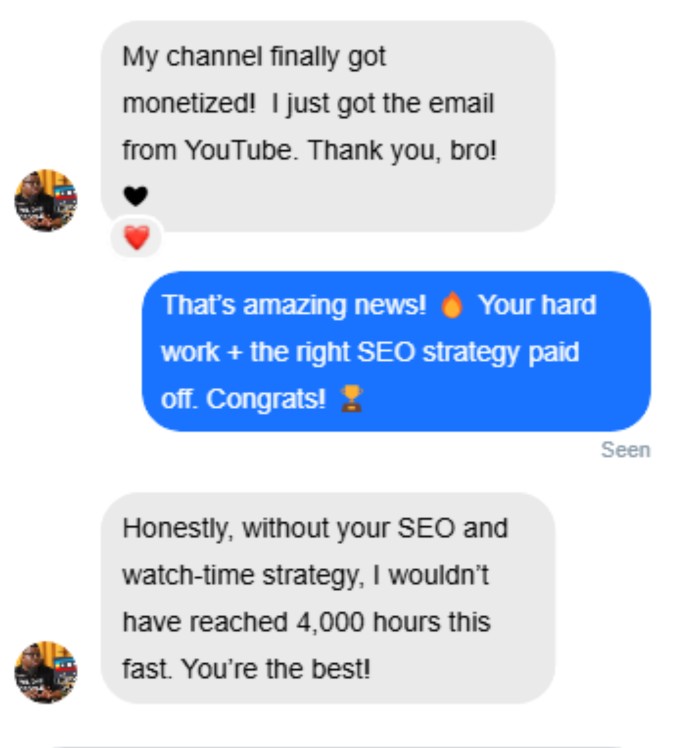 My channel finally got
monetized!  I just got the email
from YouTube. Thank you, bro!
🖤
❤️
That’s amazing news! 🔥 Your hard
work + the right SEO strategy paid
off. Congrats! 🏆
Seen
Honestly, without your SEO and
watch-time strategy, I wouldn’t
have reached 4,000 hours this
fast. You’re the best!